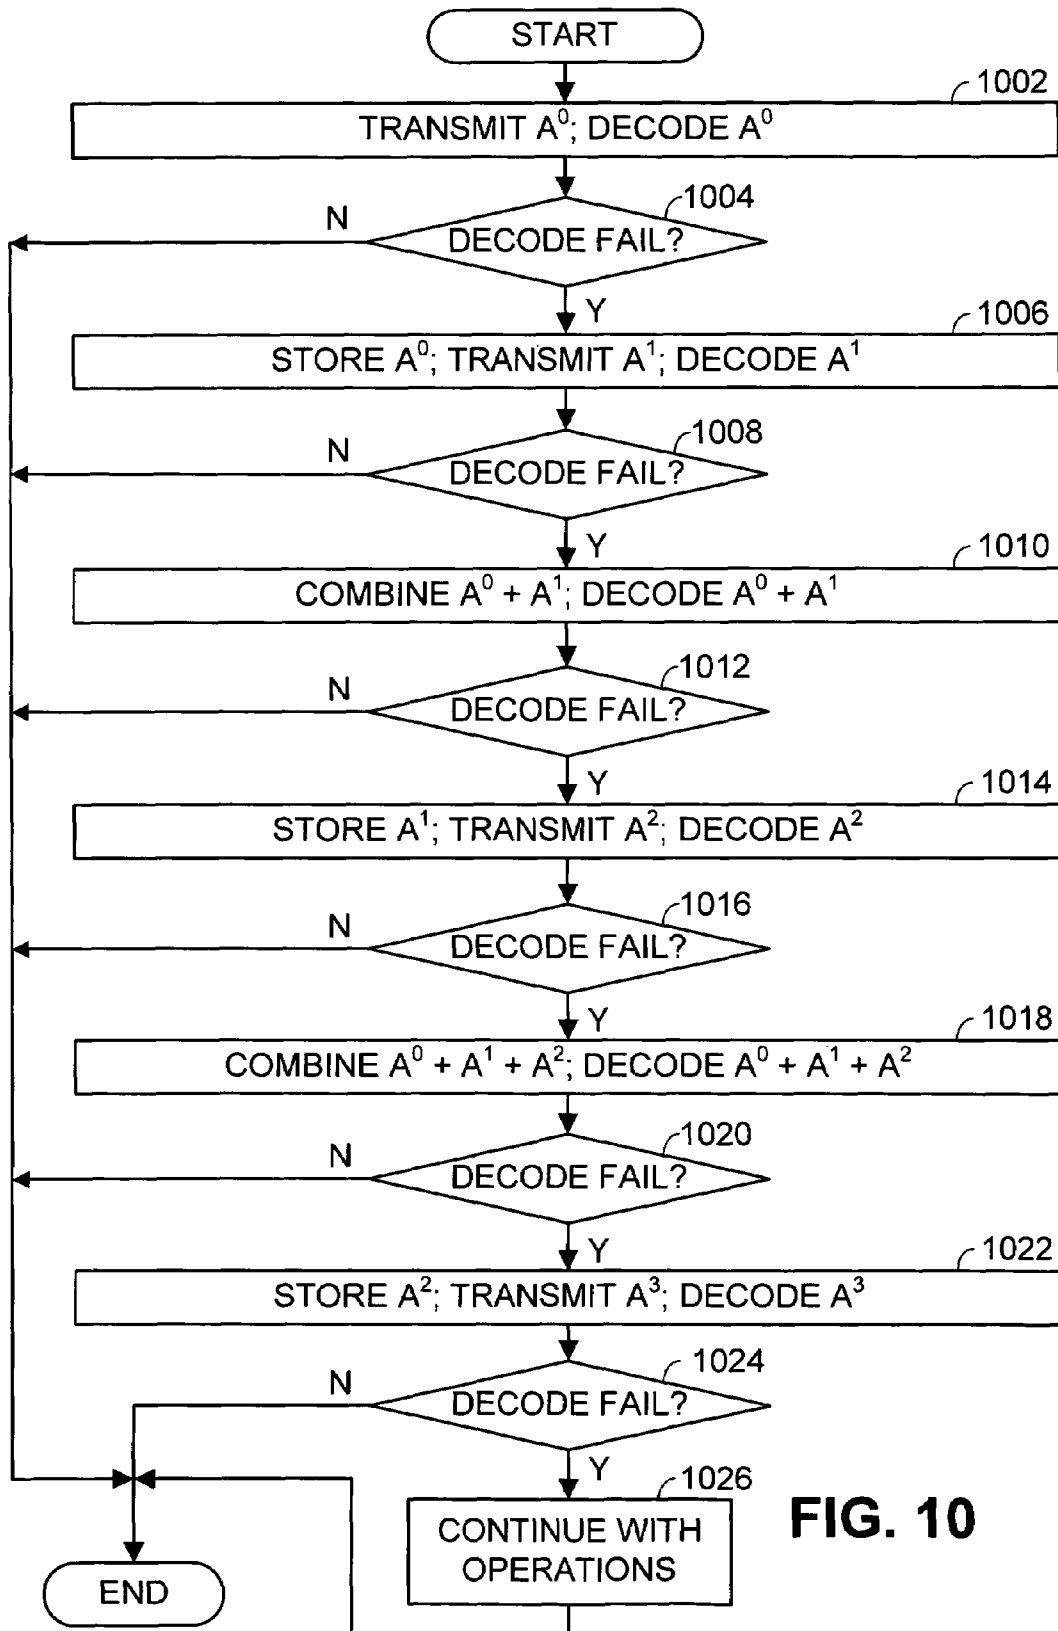 START
1002
TRANSMIT A⁰; DECODE A⁰
1004
N
DECODE FAIL?
Y
1006
STORE A⁰; TRANSMIT A¹; DECODE A¹
1008
N
DECODE FAIL?
Y
1010
COMBINE A⁰ + A¹; DECODE A⁰ + A¹
1012
N
DECODE FAIL?
Y
1014
STORE A¹; TRANSMIT A²; DECODE A²
1016
N
DECODE FAIL?
Y
1018
COMBINE A⁰ + A¹ + A²; DECODE A⁰ + A¹ + A²
1020
N
DECODE FAIL?
Y
1022
STORE A²; TRANSMIT A³; DECODE A³
1024
N
DECODE FAIL?
Y
1026
CONTINUE WITH
OPERATIONS
FIG. 10
END